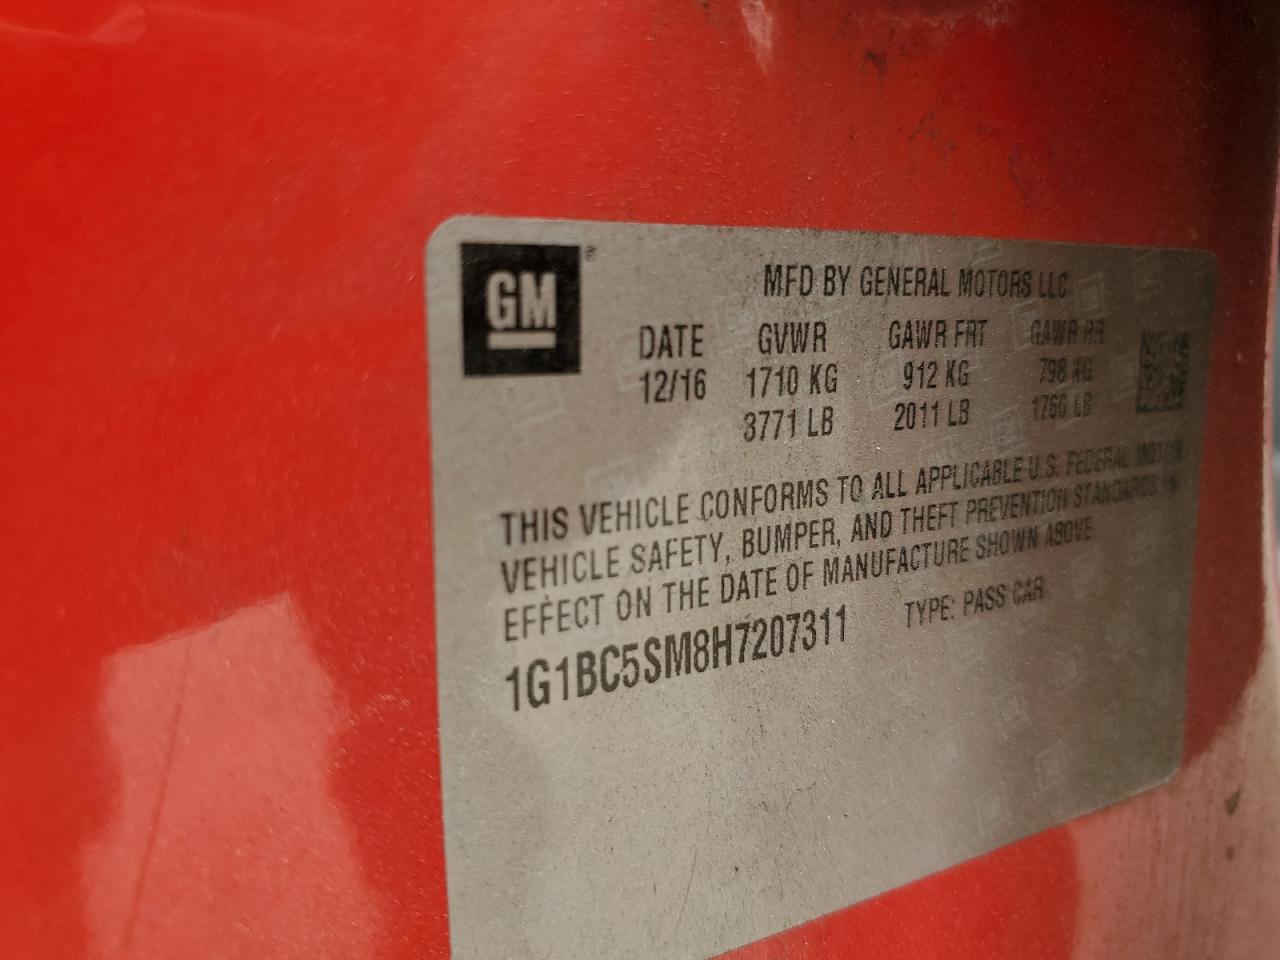 GM ®
MFD BY GENERAL MOTORS LLC
DATE GVWR GAWR FRT GAWR RR
12/16 1710 KG 912 KG 798 KG
3771 LB 2011 LB 1760 LB
THIS VEHICLE CONFORMS TO ALL APPLICABLE U.S. FEDERAL MOTOR
VEHICLE SAFETY, BUMPER, AND THEFT PREVENTION STANDARDS IN
EFFECT ON THE DATE OF MANUFACTURE SHOWN ABOVE
1G1BC5SM8H7207311 TYPE: PASS CAR